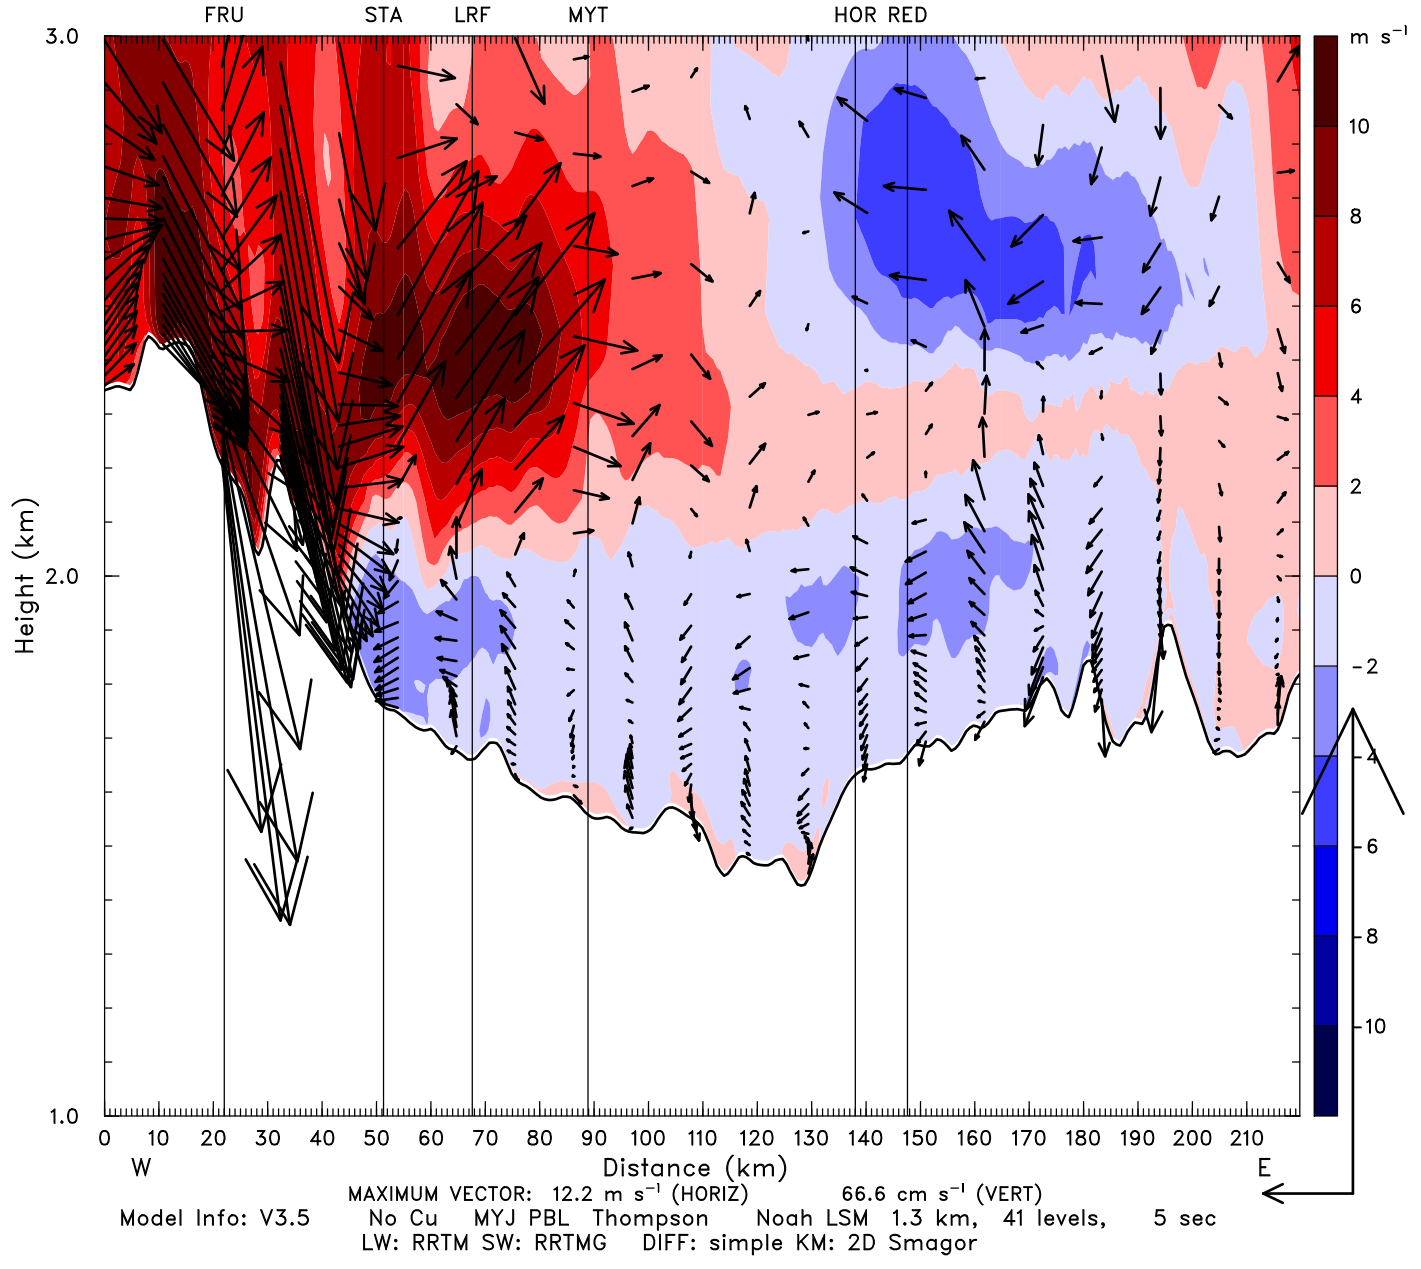 FRU STA LRF MYT HOR RED
3.0 m s⁻¹
10
8
6
4
2
2.0 0
−2
−4
−6
−8
−10
1.0
Height (km)
0 10 20 30 40 50 60 70 80 90 100 110 120 130 140 150 160 170 180 190 200 210
W Distance (km) E
MAXIMUM VECTOR: 12.2 m s⁻¹ (HORIZ) 66.6 cm s⁻¹ (VERT)
Model Info: V3.5 No Cu MYJ PBL Thompson Noah LSM 1.3 km, 41 levels, 5 sec
LW: RRTM SW: RRTMG DIFF: simple KM: 2D Smagor